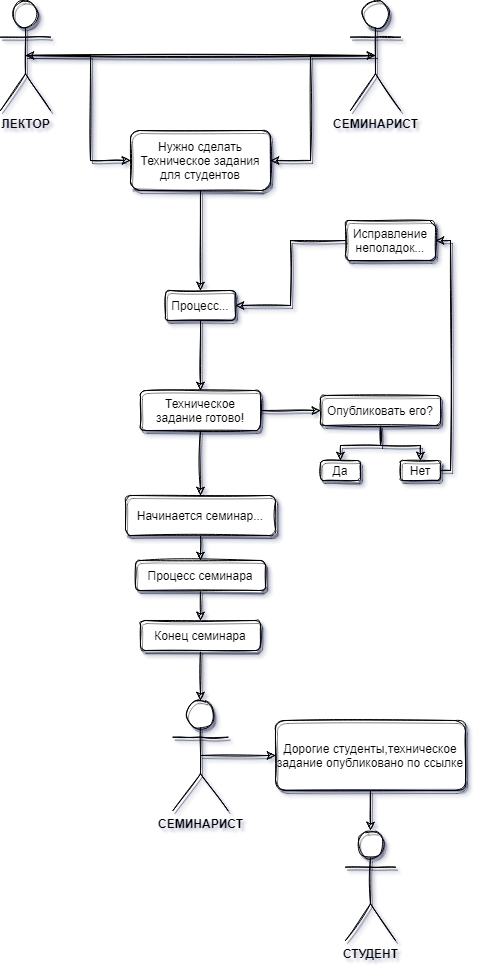 ЛЕКТОР
СЕМИНАРИСТ
Нужно сделать
Техническое задания
для студентов
Исправление
неполадок...
Процесс...
Техническое
задание готово!
Опубликовать его?
Да
Нет
Начинается семинар...
Процесс семинара
Конец семинара
СЕМИНАРИСТ
Дорогие студенты,техническое
задание опубликовано по ссылке
СТУДЕНТ